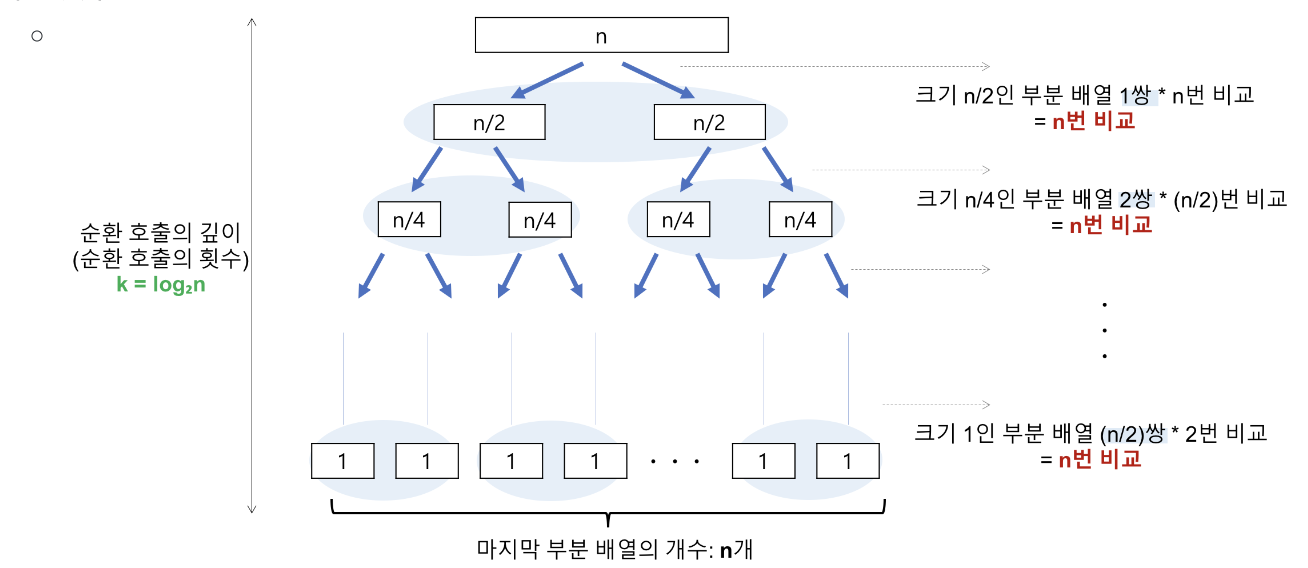 n
크기 n/2인 부분 배열 1쌍 * n번 비교
= n번 비교
n/2 n/2
크기 n/4인 부분 배열 2쌍 * (n/2)번 비교
= n번 비교
n/4 n/4 n/4 n/4
순환 호출의 깊이
(순환 호출의 횟수)
k = log₂n
크기 1인 부분 배열 (n/2)쌍 * 2번 비교
= n번 비교
1 1 1 1 · · · 1 1
마지막 부분 배열의 개수: n개